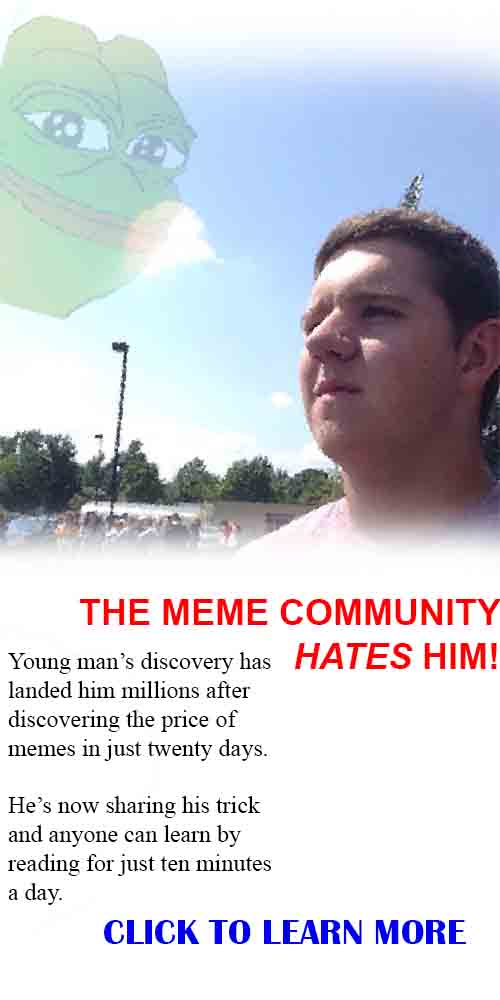 THE MEME COMMUNITY
HATES HIM!
Young man's discovery has
landed him millions after
discovering the price of
memes in just twenty days.
He's now sharing his trick
and anyone can learn by
reading for just ten minutes
a day.
CLICK TO LEARN MORE